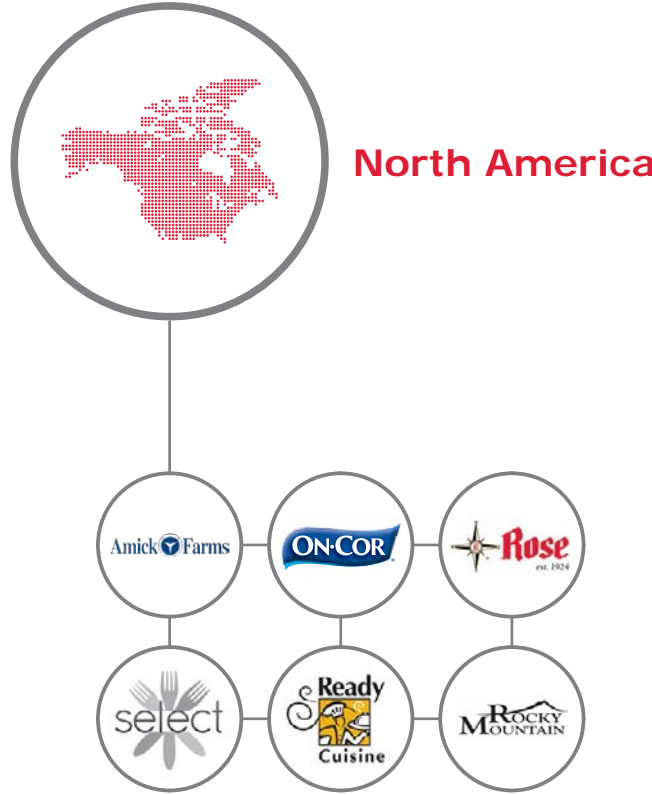 North America
Amick Farms
ON·COR
Rose
est. 1924
select
Ready
Cuisine
ROCKY
MOUNTAIN